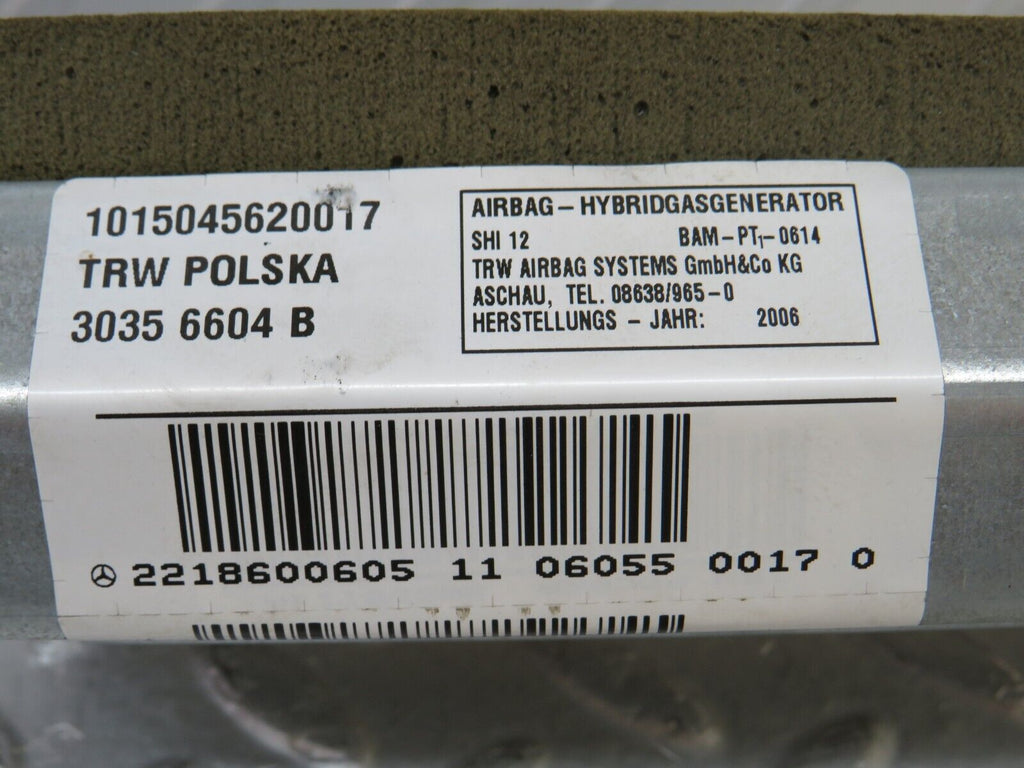 1015045620017
TRW POLSKA
3035 6604 B
AIRBAG – HYBRIDGASGENERATOR
SHI 12 BAM – PT₁– 0614
TRW AIRBAG SYSTEMS GmbH&Co KG
ASCHAU, TEL. 08638/965 – 0
HERSTELLUNGS – JAHR: 2006
2218600605 11 06055 0017 0